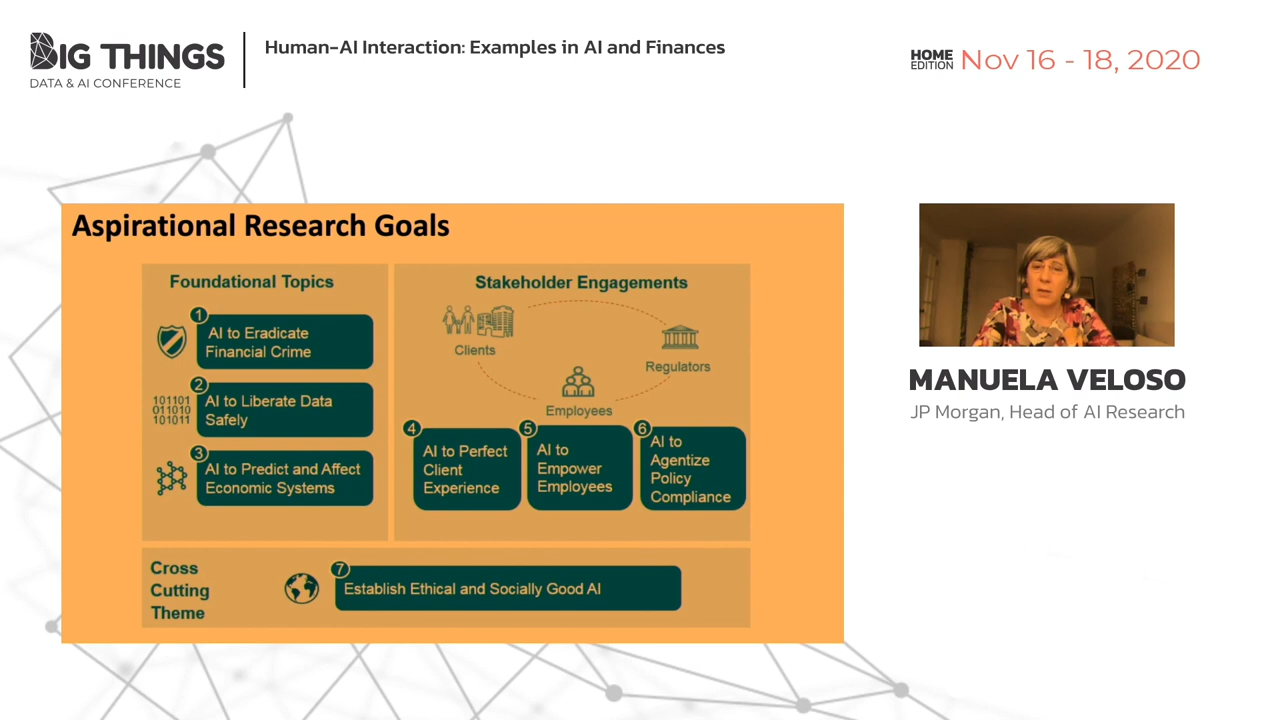 BIG THINGS
DATA & AI CONFERENCE
Human-AI Interaction: Examples in AI and Finances
HOME
EDITION
Nov 16 - 18, 2020
Aspirational Research Goals
Foundational Topics
1
AI to Eradicate
Financial Crime
101101
011010
101011
2
AI to Liberate Data
Safely
3
AI to Predict and Affect
Economic Systems
Stakeholder Engagements
Clients
Regulators
Employees
4
AI to Perfect
Client
Experience
5
AI to
Empower
Employees
6
AI to
Agentize
Policy
Compliance
Cross
Cutting
Theme
7
Establish Ethical and Socially Good AI
MANUELA VELOSO
JP Morgan, Head of AI Research